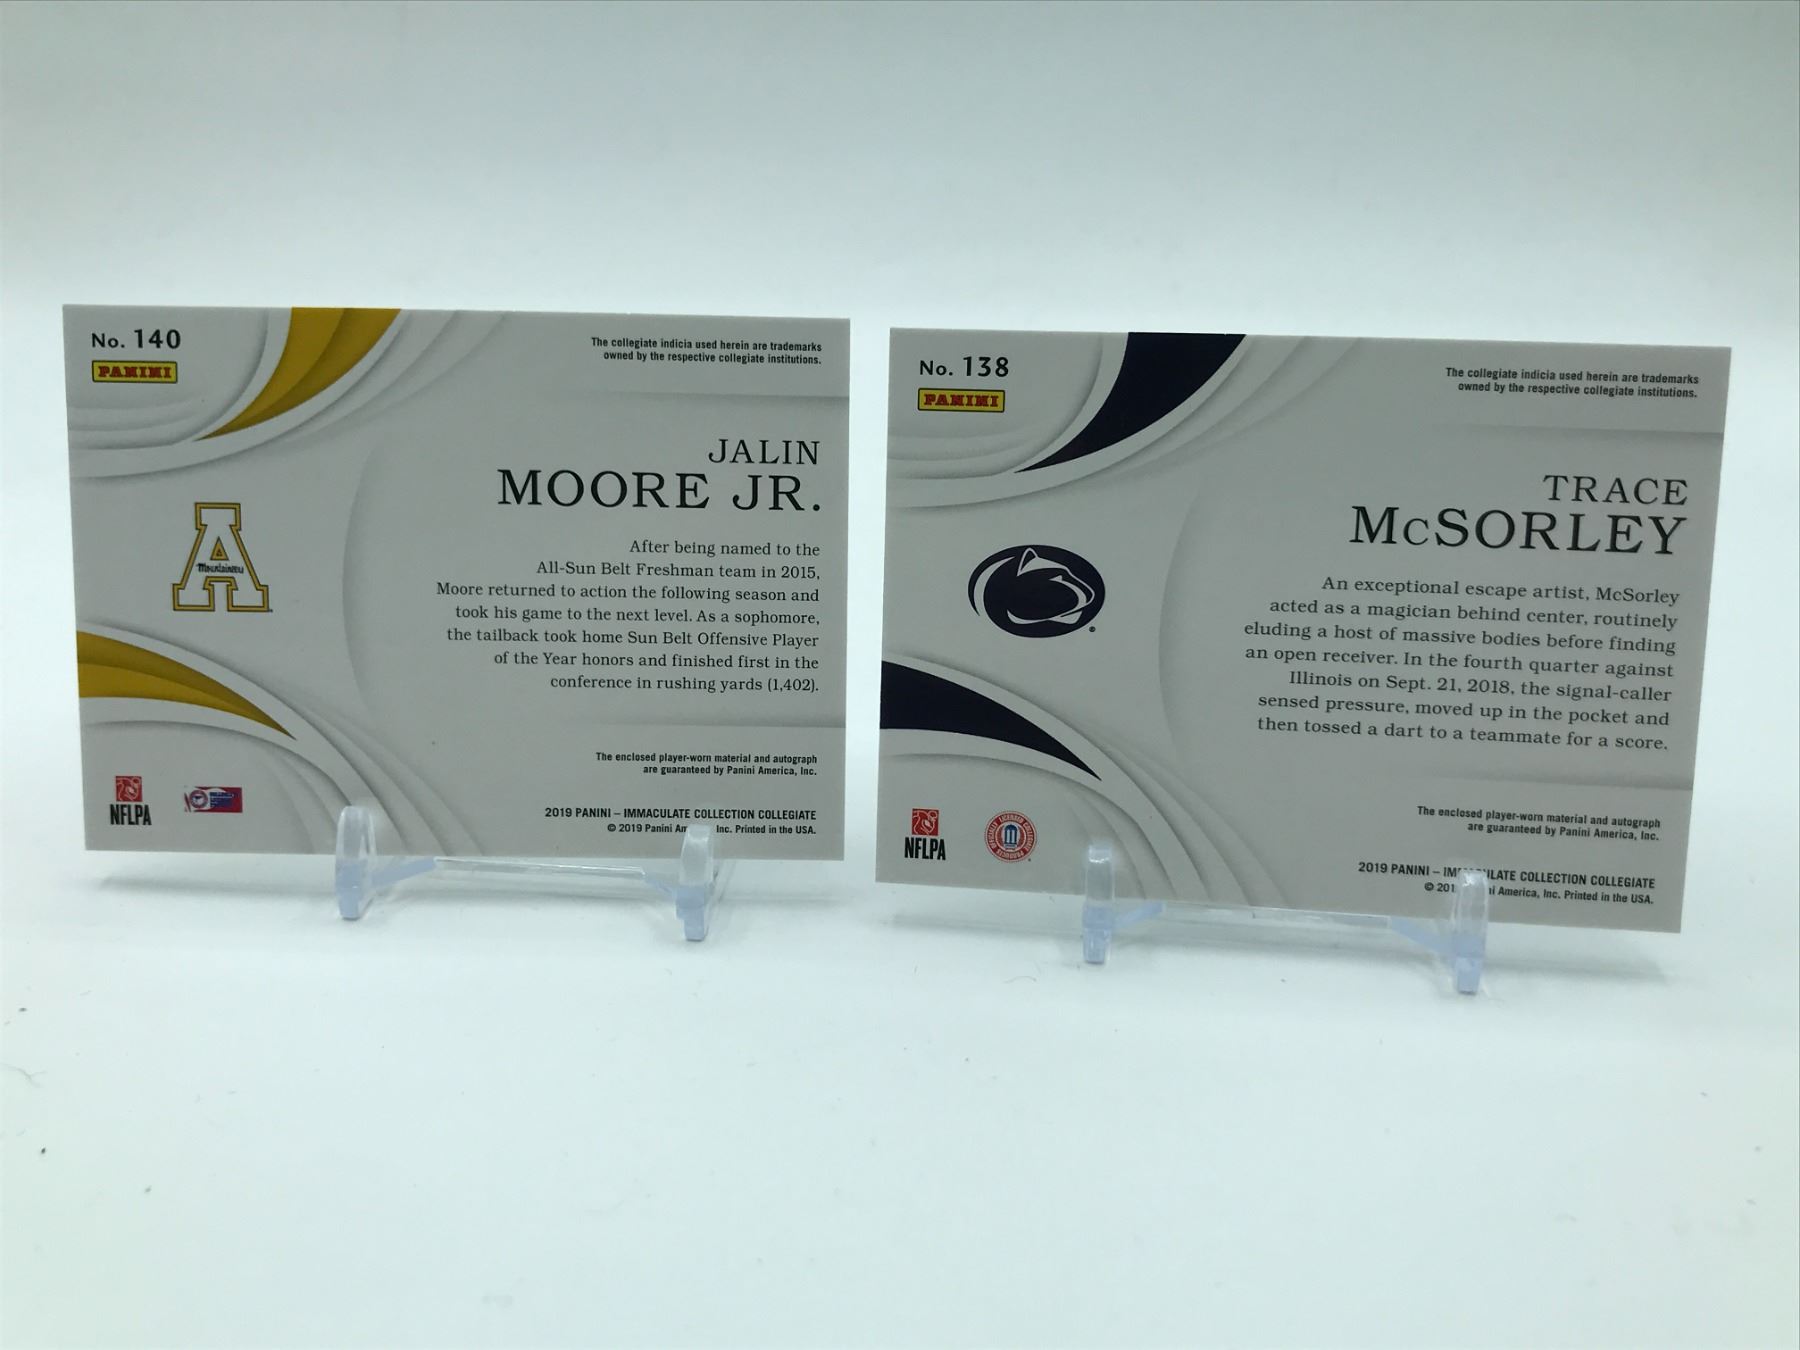 No. 140
PANINI
The collegiate indicia used herein are trademarks
owned by the respective collegiate institutions.
JALIN
MOORE JR.
A
Mountaineers
After being named to the
All-Sun Belt Freshman team in 2015,
Moore returned to action the following season and
took his game to the next level. As a sophomore,
the tailback took home Sun Belt Offensive Player
of the Year honors and finished first in the
conference in rushing yards (1,402).
The enclosed player-worn material and autograph
are guaranteed by Panini America, Inc.
NFLPA
2019 PANINI – IMMACULATE COLLECTION COLLEGIATE
© 2019 Panini Inc. Printed in the USA.
No. 138
PANINI
The collegiate indicia used herein are trademarks
owned by the respective collegiate institutions.
TRACE
McSORLEY
An exceptional escape artist, McSorley
acted as a magician behind center, routinely
eluding a host of massive bodies before finding
an open receiver. In the fourth quarter against
Illinois on Sept. 21, 2018, the signal-caller
sensed pressure, moved up in the pocket and
then tossed a dart to a teammate for a score.
The enclosed player-worn material and autograph
are guaranteed by Panini America, Inc.
NFLPA
OFFICIALLY LICENSED COLLEGIATE PRODUCTS
2019 PANINI – COLLECTION COLLEGIATE
© America, Inc. Printed in the USA.